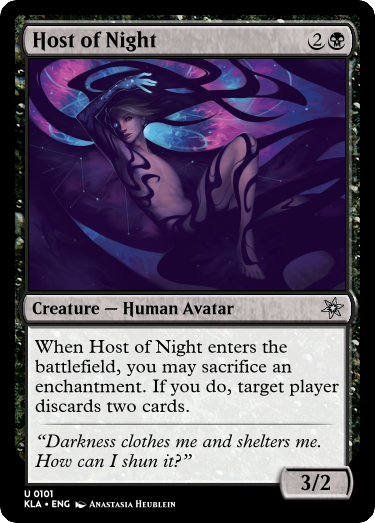 Host of Night 2
Creature — Human Avatar
When Host of Night enters the
battlefield, you may sacrifice an
enchantment. If you do, target player
discards two cards.
“Darkness clothes me and shelters me.
How can I shun it?”
3/2
U 0101
KLA • ENG Anastasia Heublein